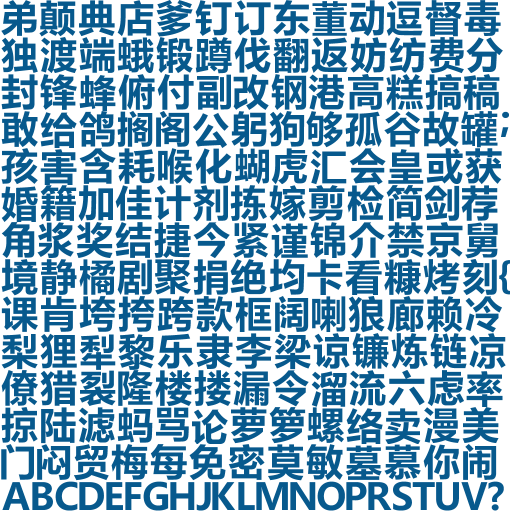 弟颠典店爹钉订东董动逗督毒
独渡端蛾锻蹲伐翻返妨纺费分
封锋蜂俯付副改钢港高糕搞稿
敢给鸽搁阁公躬狗够孤谷故罐;
孩害含耗喉化蝴虎汇会皇或获
婚籍加佳计剂拣嫁剪检简剑荐
角浆奖结捷今紧谨锦介禁京舅
境静橘剧聚捐绝均卡看糠烤刻{
课肯垮挎跨款框阔喇狼廊赖冷
梨狸犁黎乐隶李梁谅镰炼链凉
僚猎裂隆楼搂漏令溜流六虑率
掠陆滤蚂骂论萝箩螺络卖漫美
门闷贸梅每免密莫敏墓慕你闹
ABCDEFGHJKLMNOPRSTUV?